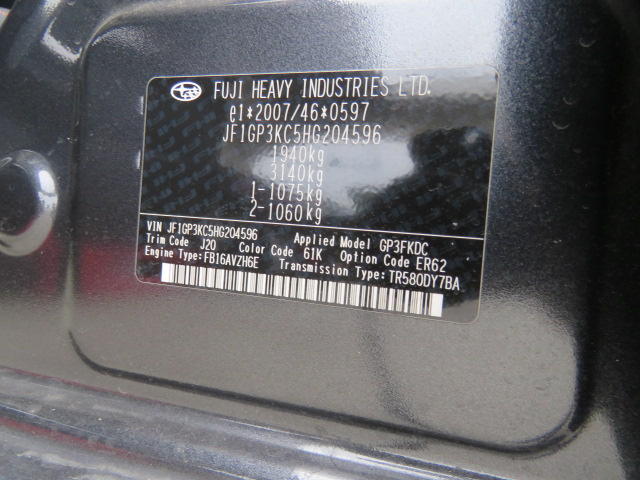 FUJI HEAVY INDUSTRIES LTD.
e1*2007/46*0597
JF1GP3KC5HG204596
1940kg
3140kg
1-1075kg
2-1060kg
VIN JF1GP3KC5HG204596 Applied Model GP3FKDC
Trim Code J20 Color Code 61K Option Code ER62
Engine Type: FB16AVZH6E Transmission Type: TR580DY7BA